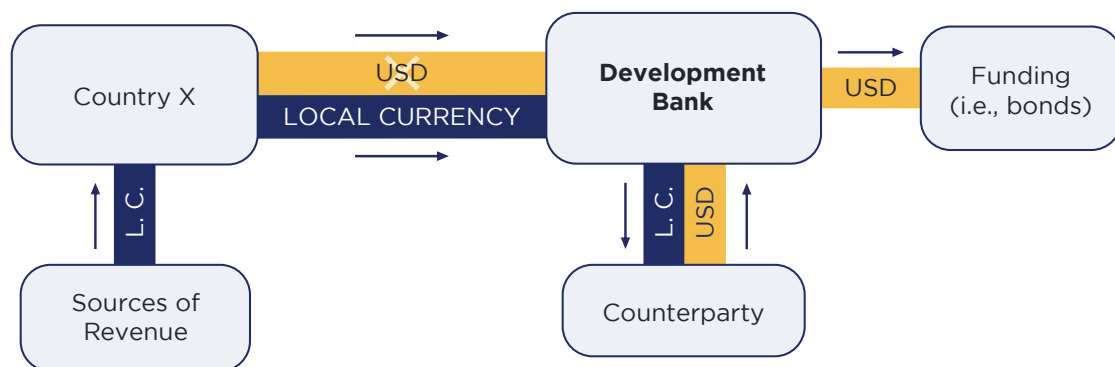 Country X
USD
LOCAL CURRENCY
Development
Bank
USD
Funding
(i.e., bonds)
L. C.
L. C.
USD
Sources of
Revenue
Counterparty